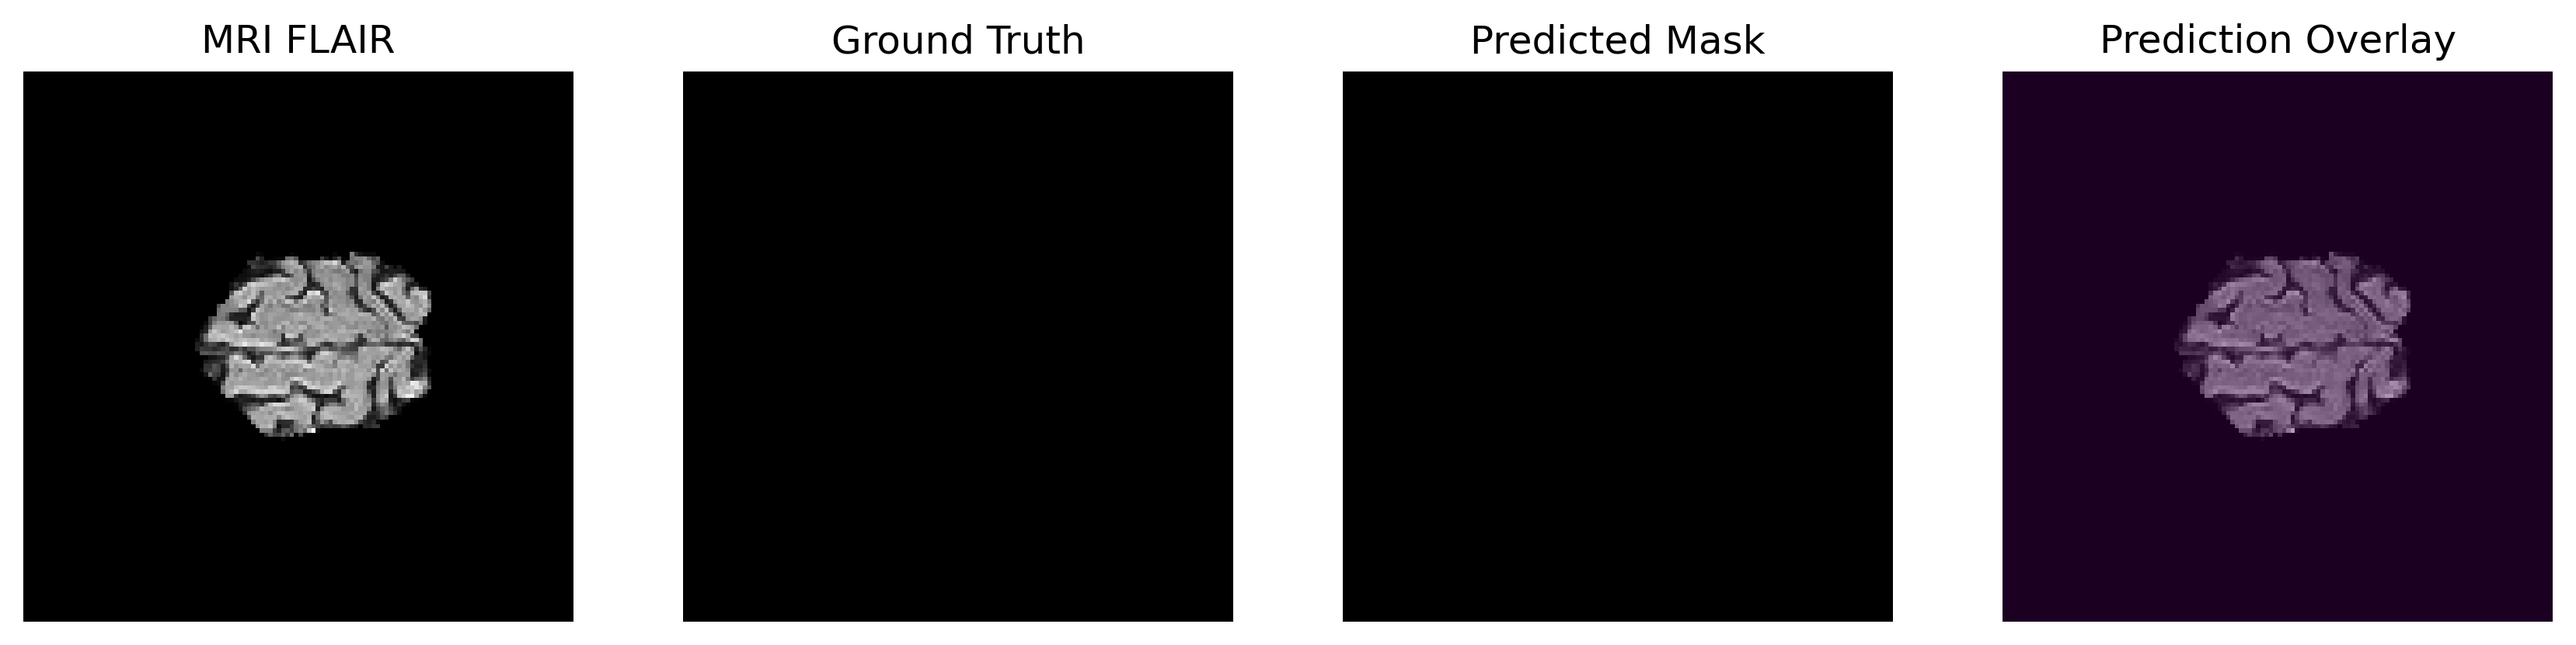 MRI FLAIR
Ground Truth
Predicted Mask
Prediction Overlay